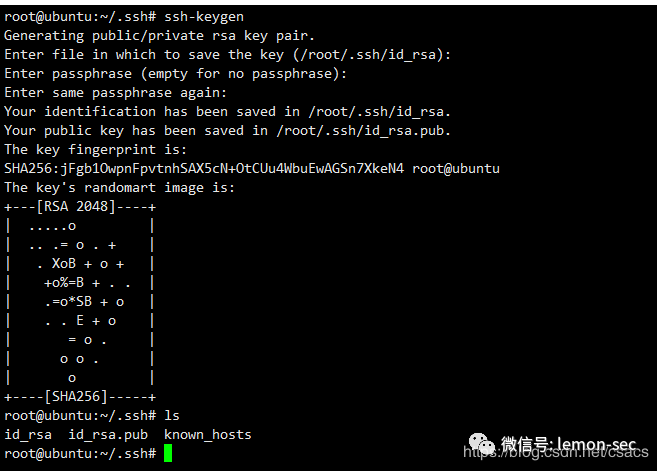 root@ubuntu:~/.ssh# ssh-keygen
Generating public/private rsa key pair.
Enter file in which to save the key (/root/.ssh/id_rsa):
Enter passphrase (empty for no passphrase):
Enter same passphrase again:
Your identification has been saved in /root/.ssh/id_rsa.
Your public key has been saved in /root/.ssh/id_rsa.pub.
The key fingerprint is:
SHA256:jFgb1OwpnFpvtnhSAX5cN+OtCUu4WbuEwAGSn7XkeN4 root@ubuntu
The key's randomart image is:
+---[RSA 2048]----+
|  .....o         |
|  .. .= o . +    |
|   . XoB + o +   |
|    +o%=B + . .  |
|    .=o*SB + o   |
|    . . E + o    |
|       = o .     |
|      o o .      |
|       o         |
+----[SHA256]-----+
root@ubuntu:~/.ssh# ls
id_rsa  id_rsa.pub  known_hosts
root@ubuntu:~/.ssh#
微信号: lemon-sec
https://blog.csdn.net/csacs